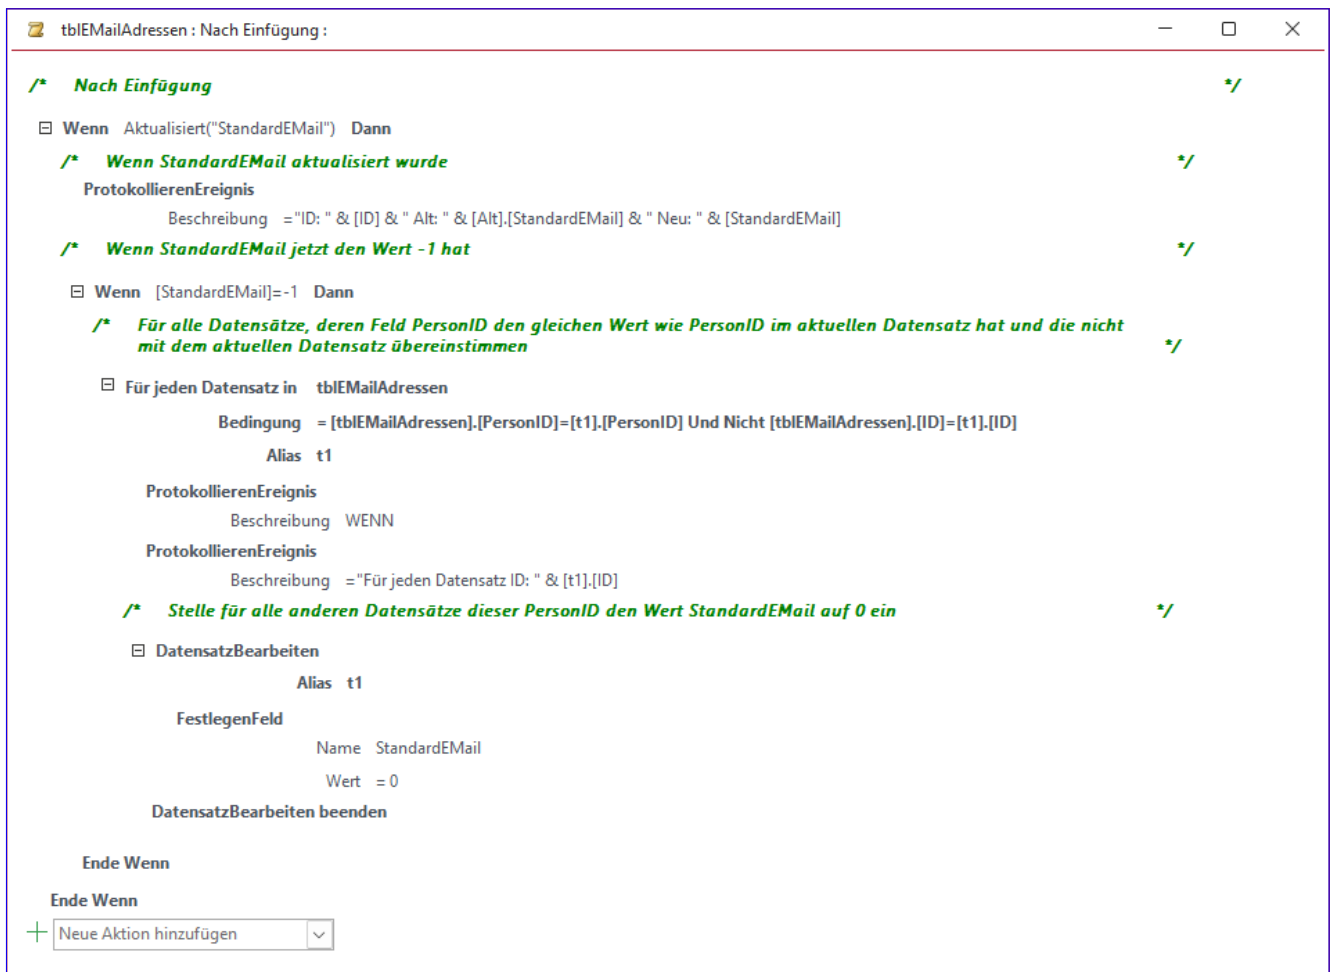 tblEMailAdressen : Nach Einfügung :
/* Nach Einfügung */
Wenn Aktualisiert("StandardEMail") Dann
/* Wenn StandardEMail aktualisiert wurde */
ProtokollierenEreignis
Beschreibung ="ID: " & [ID] & " Alt: " & [Alt].[StandardEMail] & " Neu: " & [StandardEMail]
/* Wenn StandardEMail jetzt den Wert -1 hat */
Wenn [StandardEMail]=-1 Dann
/* Für alle Datensätze, deren Feld PersonID den gleichen Wert wie PersonID im aktuellen Datensatz hat und die nicht
mit dem aktuellen Datensatz übereinstimmen */
Für jeden Datensatz in tblEMailAdressen
Bedingung = [tblEMailAdressen].[PersonID]=[t1].[PersonID] Und Nicht [tblEMailAdressen].[ID]=[t1].[ID]
Alias t1
ProtokollierenEreignis
Beschreibung WENN
ProtokollierenEreignis
Beschreibung ="Für jeden Datensatz ID: " & [t1].[ID]
/* Stelle für alle anderen Datensätze dieser PersonID den Wert StandardEMail auf 0 ein */
DatensatzBearbeiten
Alias t1
FestlegenFeld
Name StandardEMail
Wert = 0
DatensatzBearbeiten beenden
Ende Wenn
Ende Wenn
Neue Aktion hinzufügen